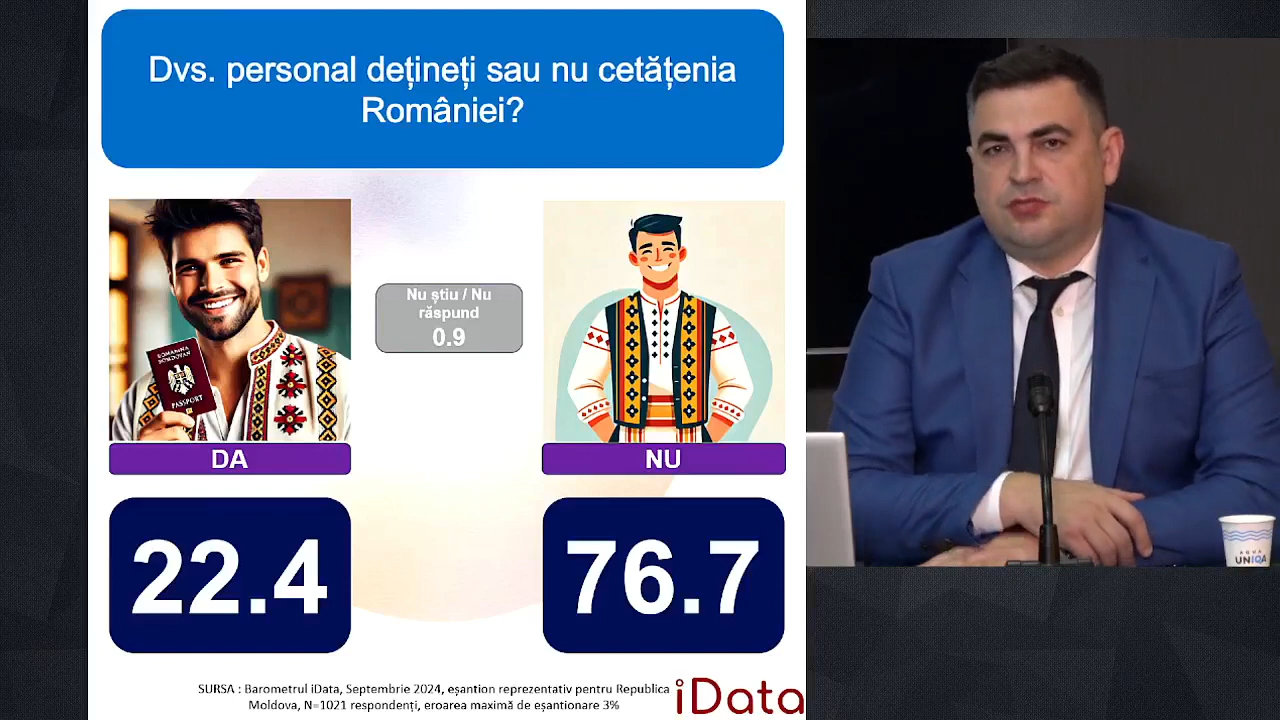 Dvs. personal dețineți sau nu cetățenia
României?
Nu știu / Nu
răspund
0.9
PASSPORT
DA
NU
22.4
76.7
SURSA : Barometrul iData, Septembrie 2024, eșantion reprezentativ pentru Republica
Moldova, N=1021 respondenți, eroarea maximă de eșantionare 3%
iData
AQUA
UNIQA